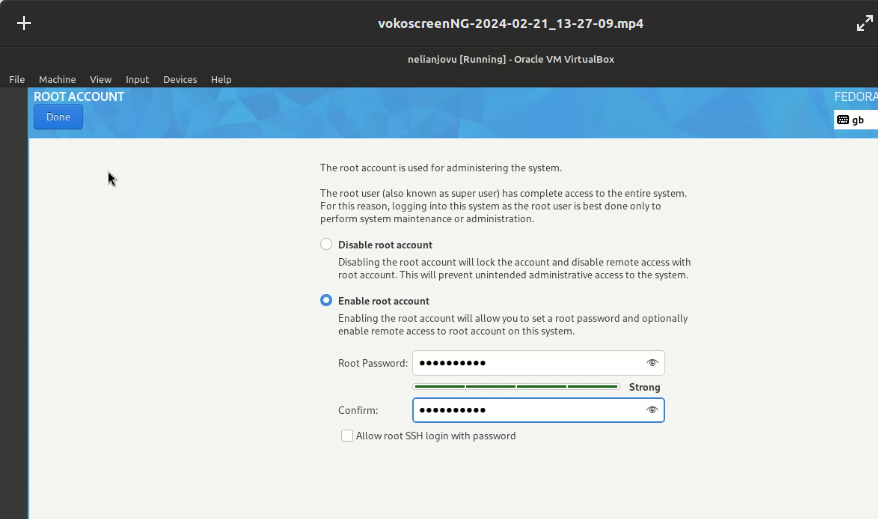 vokoscreenNG-2024-02-21_13-27-09.mp4
nelianjovu [Running] - Oracle VM VirtualBox
File Machine View Input Devices Help
ROOT ACCOUNT
FEDORA
Done
gb
The root account is used for administering the system.
The root user (also known as super user) has complete access to the entire system.
For this reason, logging into this system as the root user is best done only to
perform system maintenance or administration.
Disable root account
Disabling the root account will lock the account and disable remote access with
root account. This will prevent unintended administrative access to the system.
Enable root account
Enabling the root account will allow you to set a root password and optionally
enable remote access to root account on this system.
Root Password: ••••••••••
Strong
Confirm: ••••••••••
Allow root SSH login with password